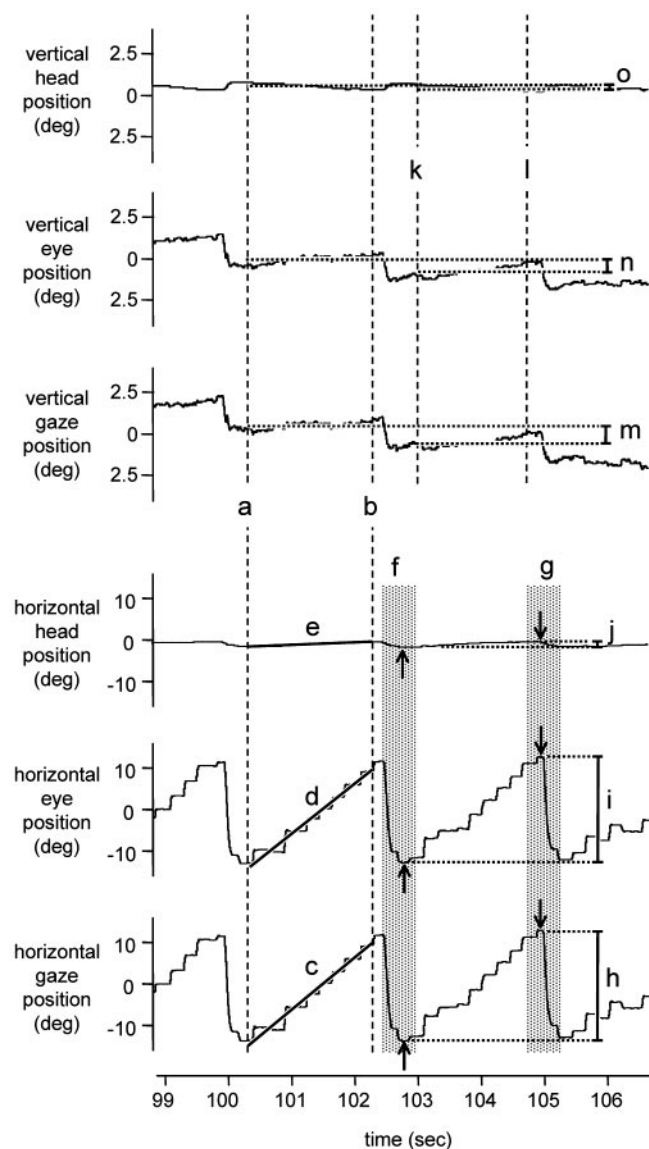 vertical
head
position
(deg)
2.5
0
2.5
o
k
l
vertical
eye
position
(deg)
2.5
0
2.5
n
vertical
gaze
position
(deg)
2.5
0
2.5
m
a
b
f
g
horizontal
head
position
(deg)
10
0
-10
e
j
horizontal
eye
position
(deg)
10
0
-10
d
i
horizontal
gaze
position
(deg)
10
0
-10
c
h
99 100 101 102 103 104 105 106
time (sec)